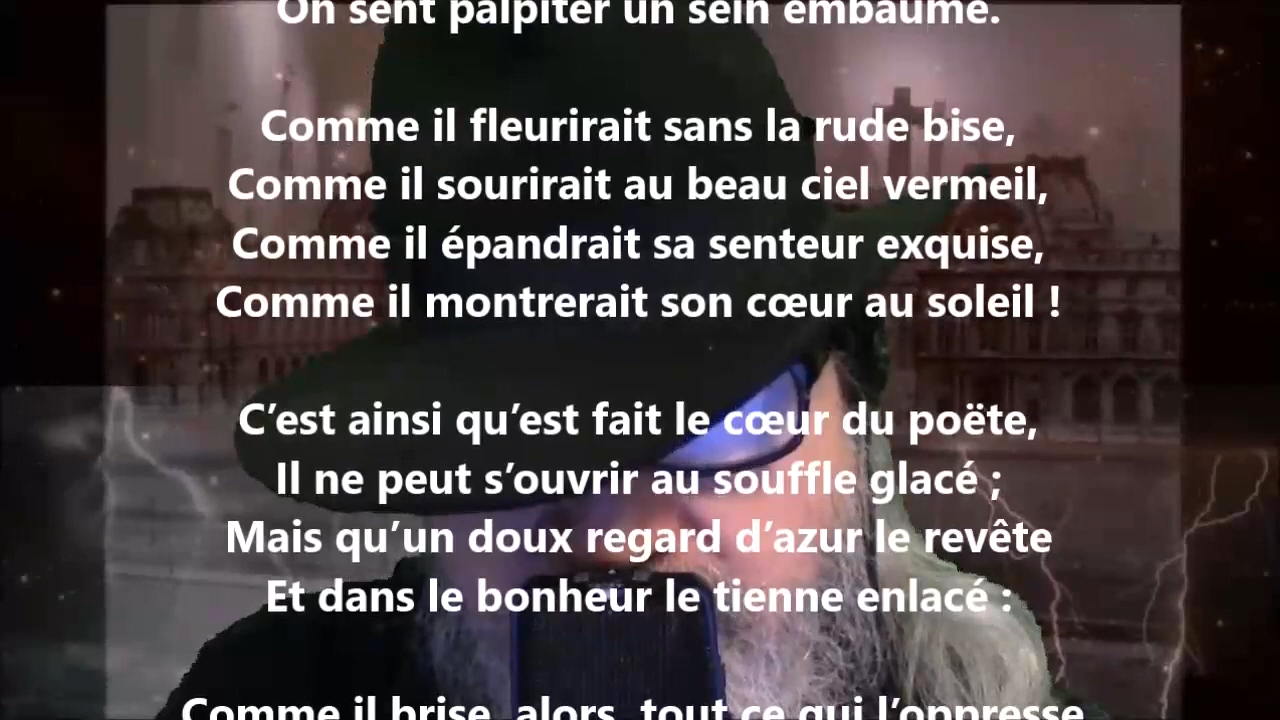 On sent palpiter un sein embaumé.
Comme il fleurirait sans la rude bise,
Comme il sourirait au beau ciel vermeil,
Comme il épandrait sa senteur exquise,
Comme il montrerait son cœur au soleil !
C’est ainsi qu’est fait le cœur du poëte,
Il ne peut s’ouvrir au souffle glacé ;
Mais qu’un doux regard d’azur le revête
Et dans le bonheur le tienne enlacé :
Comme il brise, alors, tout ce qui l’oppresse